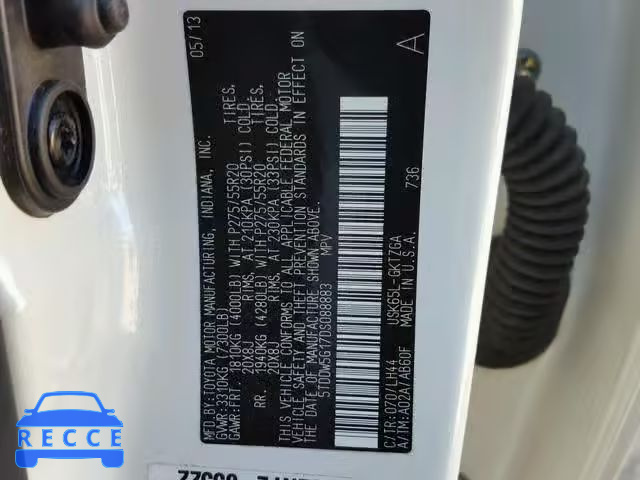 MFD.BY:TOYOTA MOTOR MANUFACTURING, INDIANA, INC. 05/13
GVWR:3310KG(7300LB)
GAWR:FRT. 1810KG (4000LB) WITH P275/55R20 TIRES,
20X8J RIMS, AT 210KPA (30PSI) COLD.
RR. 1940KG (4280LB) WITH P275/55R20 TIRES,
20X8J RIMS, AT 230KPA (33PSI) COLD.
THIS VEHICLE CONFORMS TO ALL APPLICABLE FEDERAL MOTOR
VEHICLE SAFETY AND THEFT PREVENTION STANDARDS IN EFFECT ON
THE DATE OF MANUFACTURE SHOWN ABOVE.
5TDDW5G17DS088883 MPV
A
C/TR:070/LH44 USK65L-GKTZGA 736
A/TM:A02A/AB60F MADE IN U.S.A.
RECCE